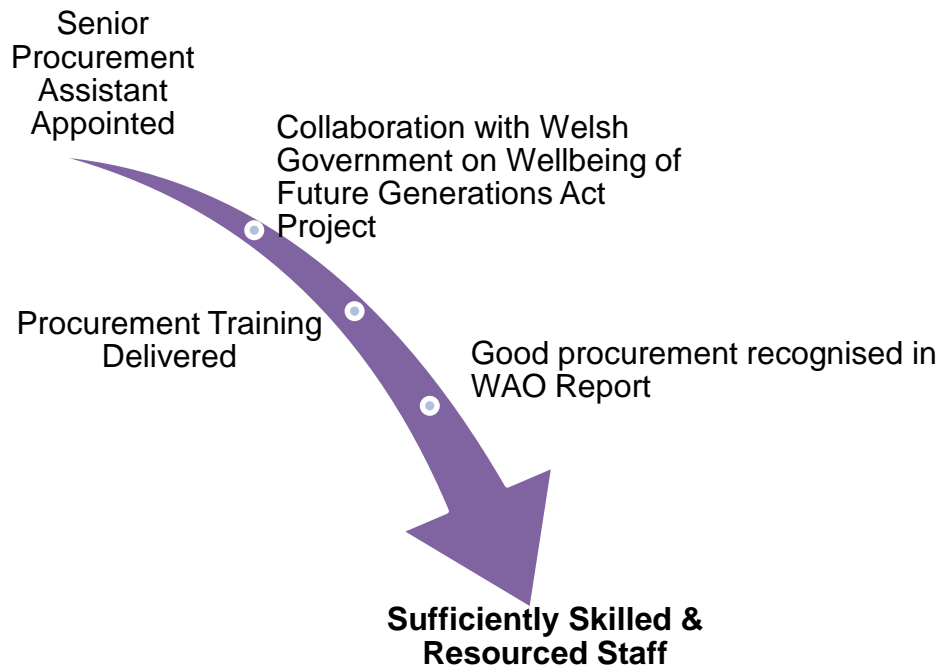 Senior
Procurement
Assistant
Appointed
Collaboration with Welsh
Government on Wellbeing of
Future Generations Act
Project
Procurement Training
Delivered
Good procurement recognised in
WAO Report
Sufficiently Skilled &
Resourced Staff